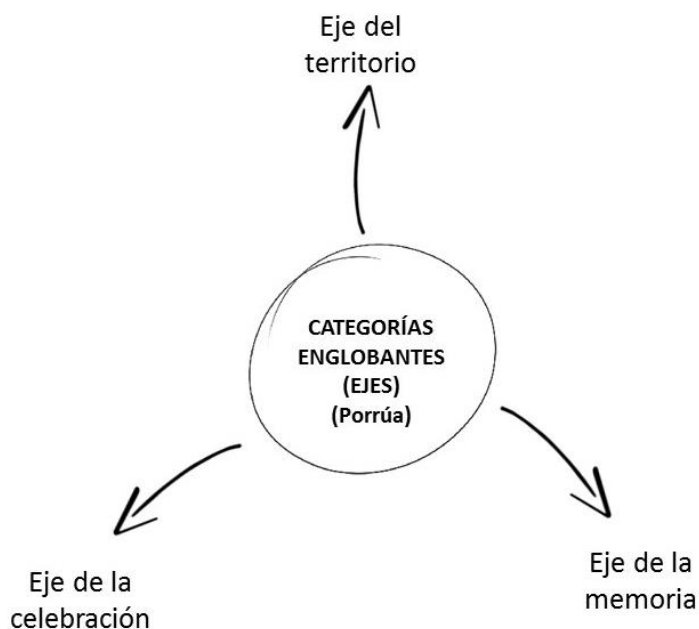 Eje del
territorio
CATEGORÍAS
ENGLOBANTES
(EJES)
(Porrúa)
Eje de la
celebración
Eje de la
memoria